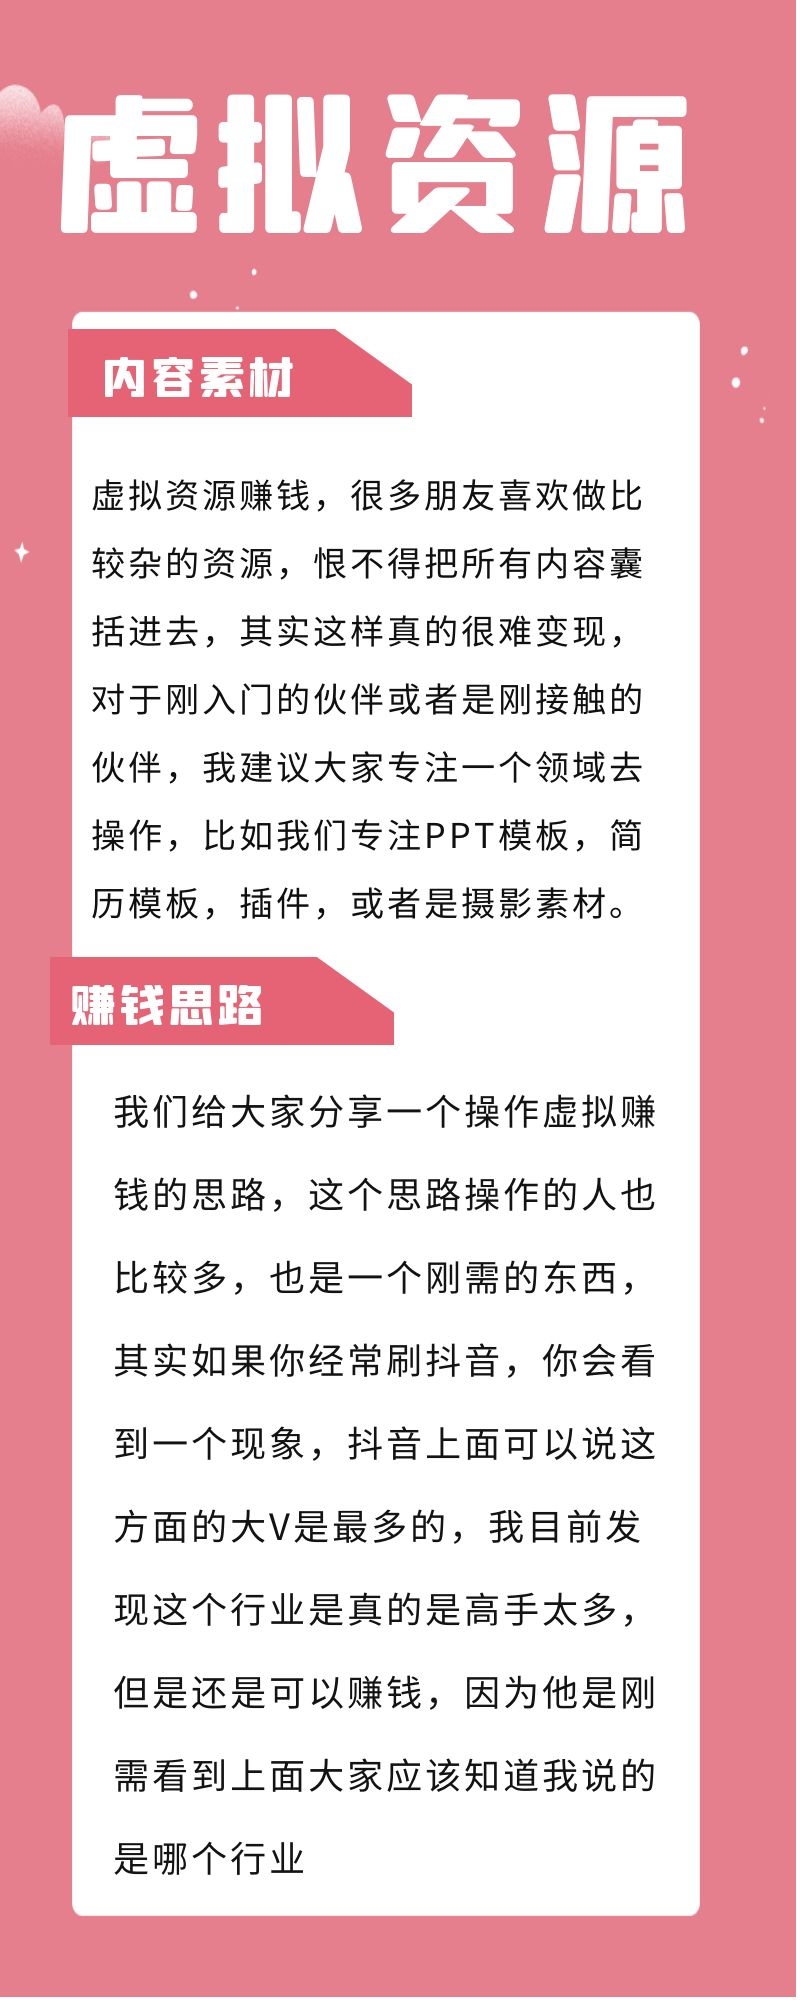 虚拟资源
内容素材
虚拟资源赚钱，很多朋友喜欢做比
较杂的资源，恨不得把所有内容囊
括进去，其实这样真的很难变现，
对于刚入门的伙伴或者是刚接触的
伙伴，我建议大家专注一个领域去
操作，比如我们专注PPT模板，简
历模板，插件，或者是摄影素材。
赚钱思路
我们给大家分享一个操作虚拟赚
钱的思路，这个思路操作的人也
比较多，也是一个刚需的东西，
其实如果你经常刷抖音，你会看
到一个现象，抖音上面可以说这
方面的大V是最多的，我目前发
现这个行业是真的是高手太多，
但是还是可以赚钱，因为他是刚
需看到上面大家应该知道我说的
是哪个行业